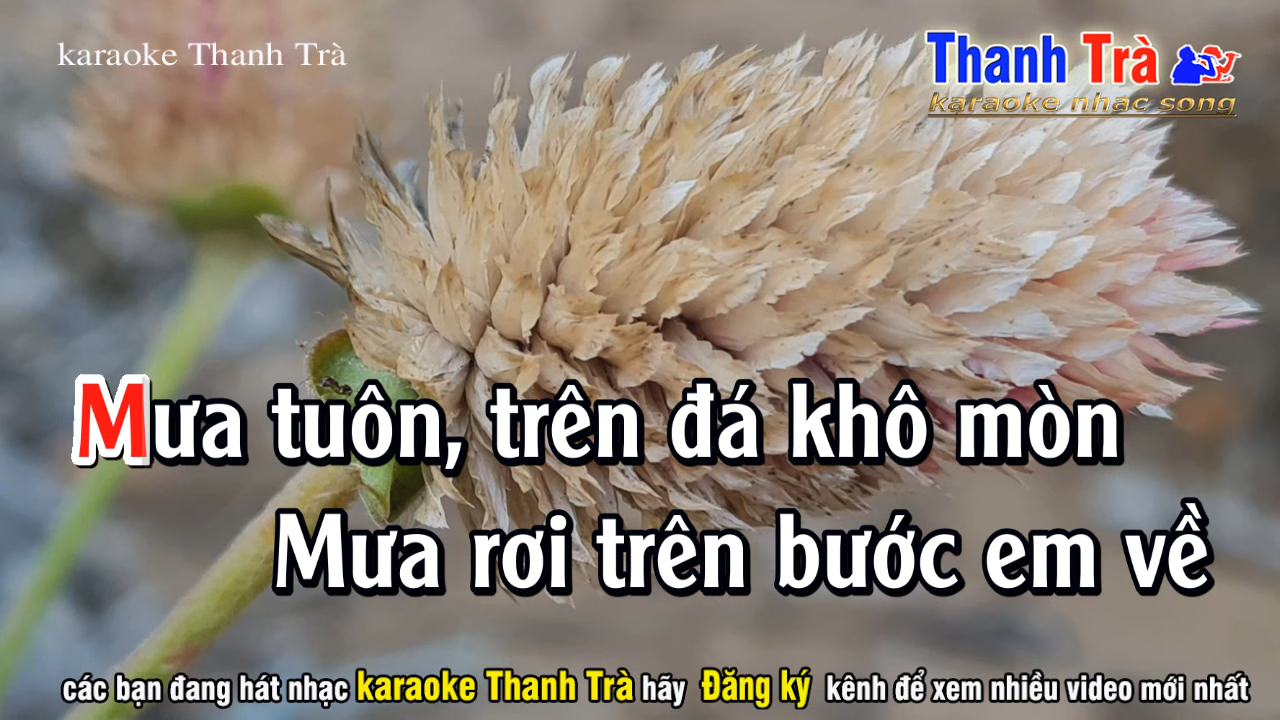 karaoke Thanh Trà
Thanh Trà
karaoke nhac song
Mưa tuôn, trên đá khô mòn
Mưa rơi trên bước em về
các bạn đang hát nhạc karaoke Thanh Trà hãy Đăng ký kênh để xem nhiều video mới nhất